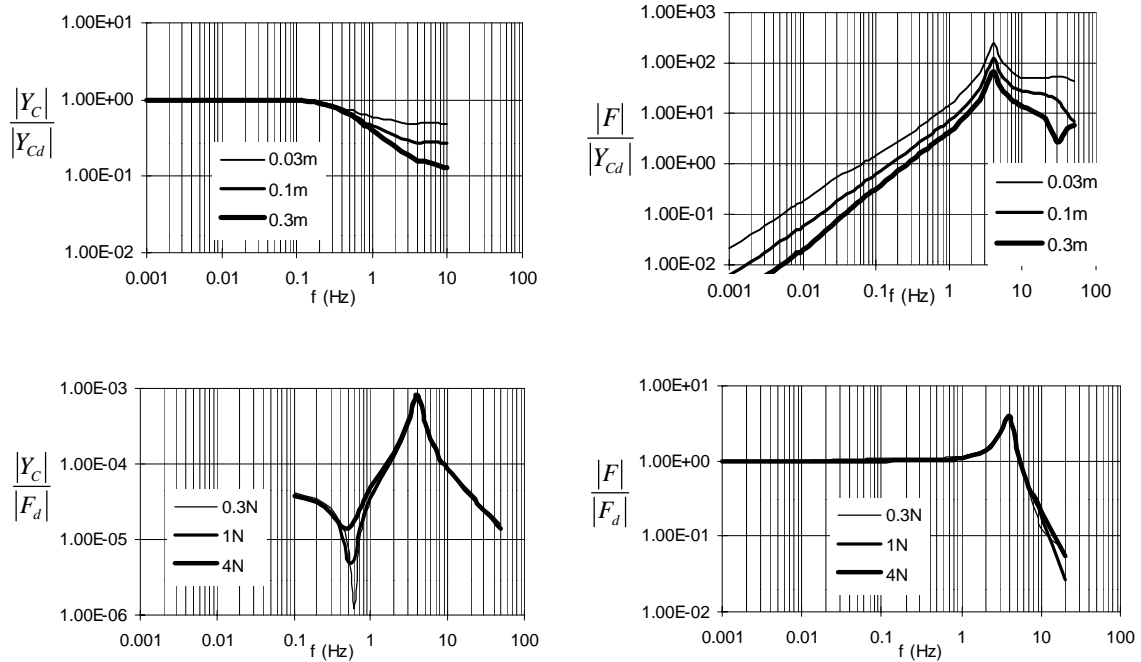 1.00E+01
1.00E+00
1.00E-01
1.00E-02
|Y_C|
|Y_{Cd}|
0.03m
0.1m
0.3m
0.001 0.01 0.1 1 10 100
f (Hz)
1.00E+03
1.00E+02
1.00E+01
1.00E+00
1.00E-01
1.00E-02
|F|
|Y_{Cd}|
0.03m
0.1m
0.3m
0.001 0.01 0.1 1 10 100
f (Hz)
1.00E-03
1.00E-04
1.00E-05
1.00E-06
|Y_C|
|F_d|
0.3N
1N
4N
0.001 0.01 0.1 1 10 100
f (Hz)
1.00E+01
1.00E+00
1.00E-01
1.00E-02
|F|
|F_d|
0.3N
1N
4N
0.001 0.01 0.1 1 10 100
f (Hz)